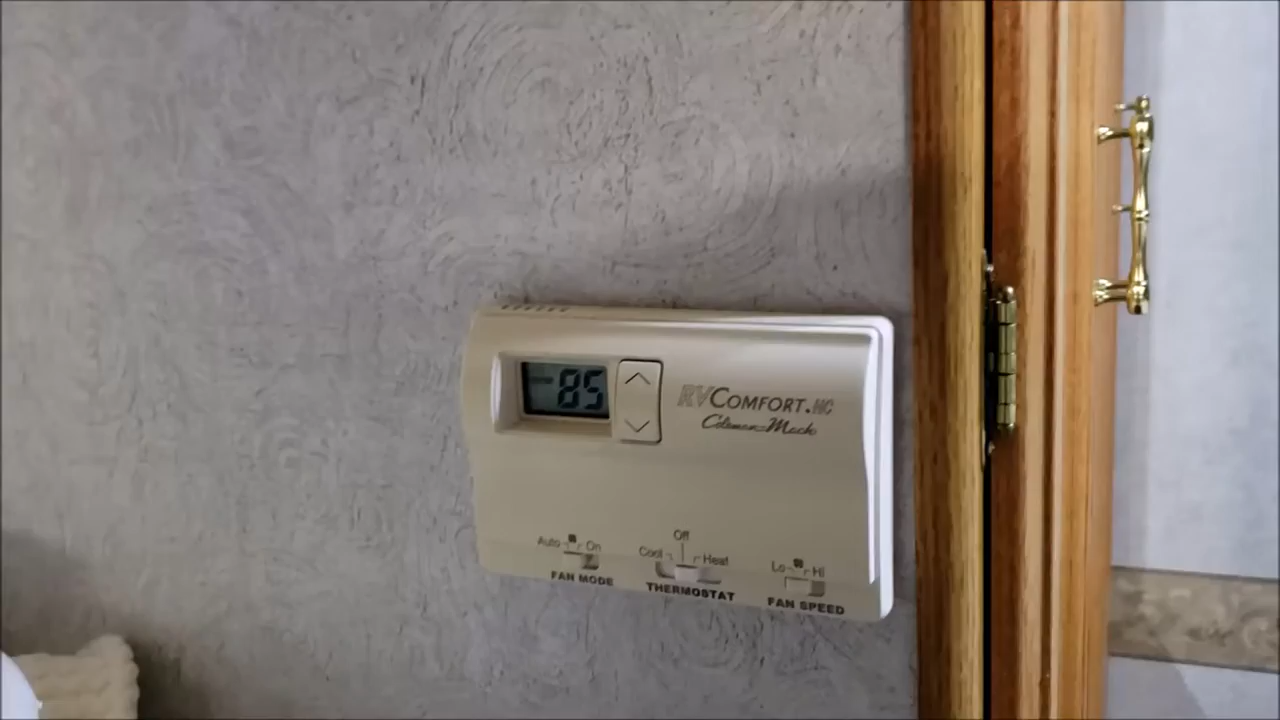 -85
RVCOMFORT.HC
Coleman-Mach
Off
Auto On
Cool Heat
Lo Hi
FAN MODE
THERMOSTAT
FAN SPEED